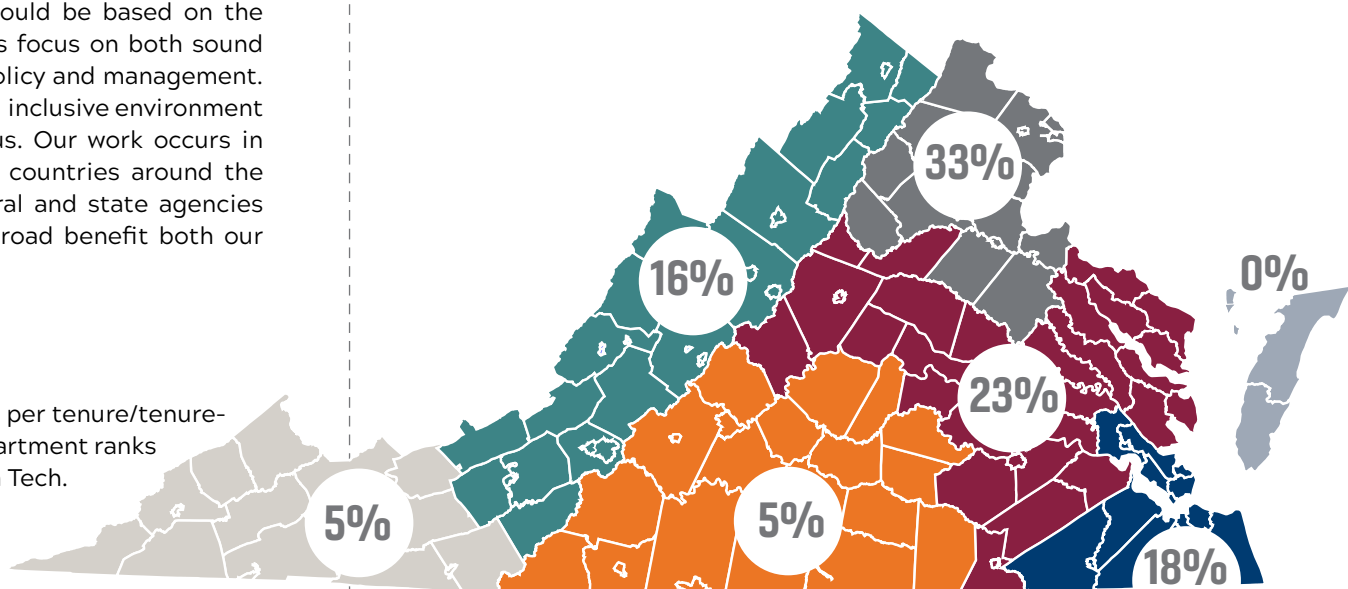 ould be based on the
s focus on both sound
olicy and management.
inclusive environment
us. Our work occurs in
countries around the
ral and state agencies
road benefit both our
per tenure/tenure-
artment ranks
Tech.
33%
16%
0%
23%
5%
5%
18%